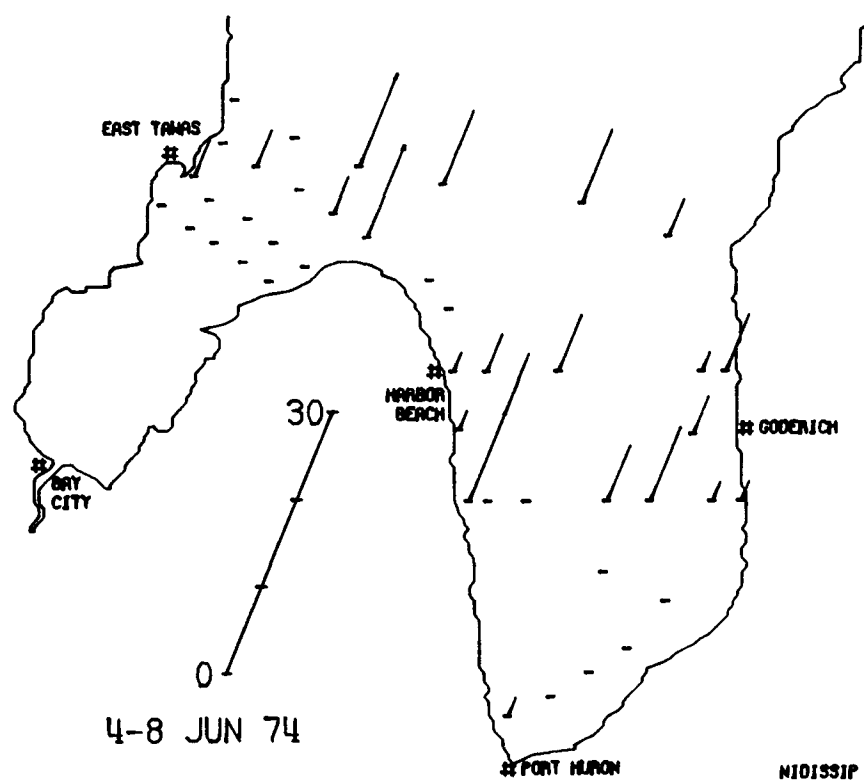 EAST TAWAS
HARBOR
BEACH
30
GODERICH
BAY
CITY
0
4-8 JUN 74
PORT HURON
NIDISSIP